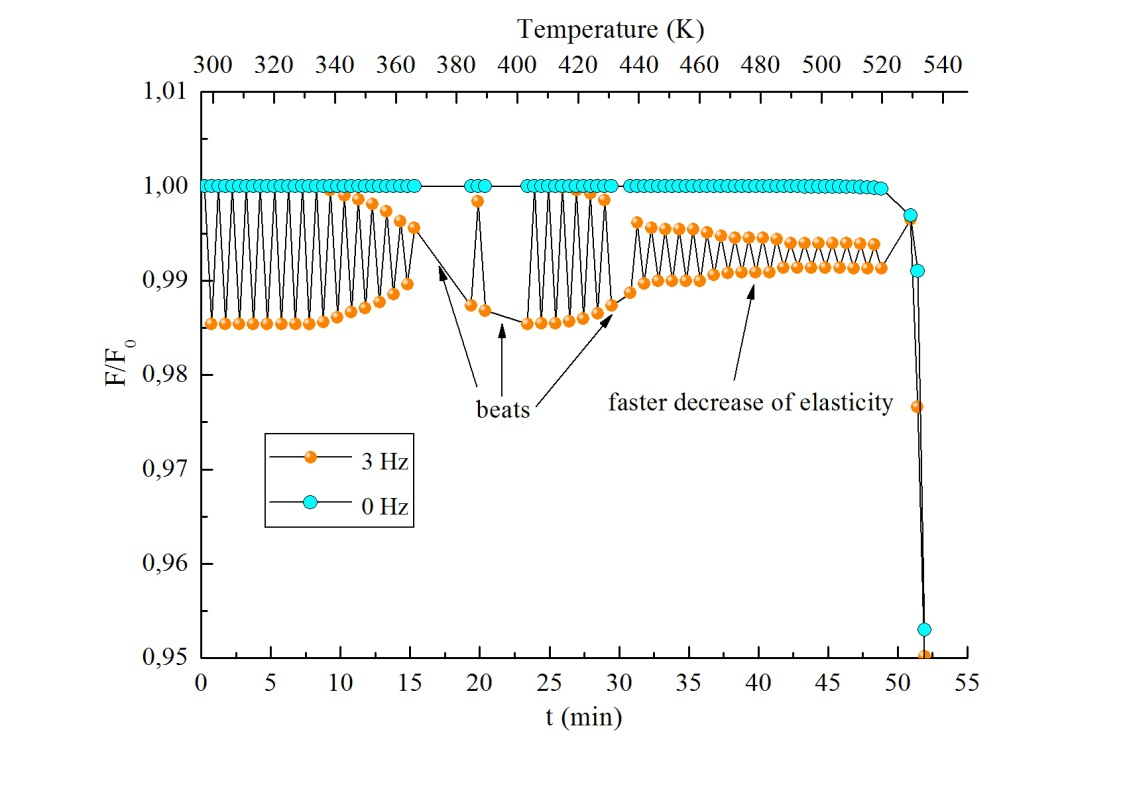 Temperature (K)
300 320 340 360 380 400 420 440 460 480 500 520 540
1,01
1,00
0,99
0,98
0,97
0,96
0,95
F/F0
beats
faster decrease of elasticity
3 Hz
0 Hz
0 5 10 15 20 25 30 35 40 45 50 55
t (min)